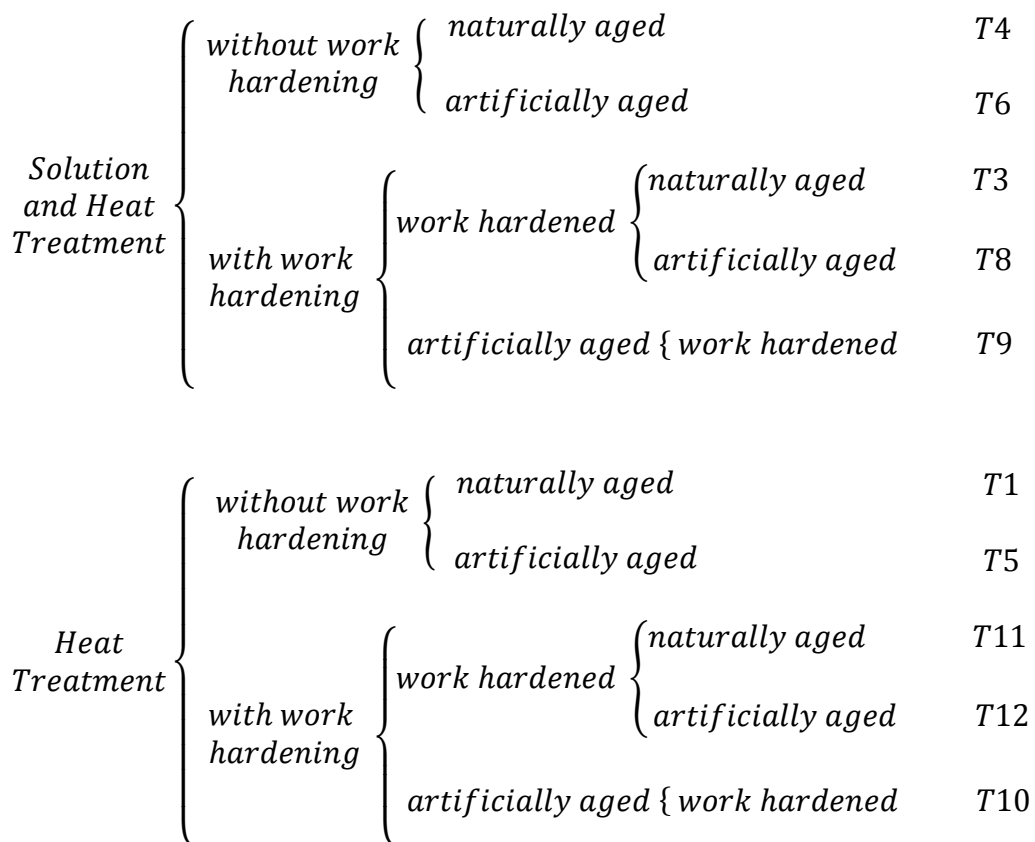 without work
hardening
naturally aged T4
artificially aged T6
Solution
and Heat
Treatment
with work
hardening
work hardened
naturally aged T3
artificially aged T8
artificially aged { work hardened T9
without work
hardening
naturally aged T1
artificially aged T5
Heat
Treatment
with work
hardening
work hardened
naturally aged T11
artificially aged T12
artificially aged { work hardened T10